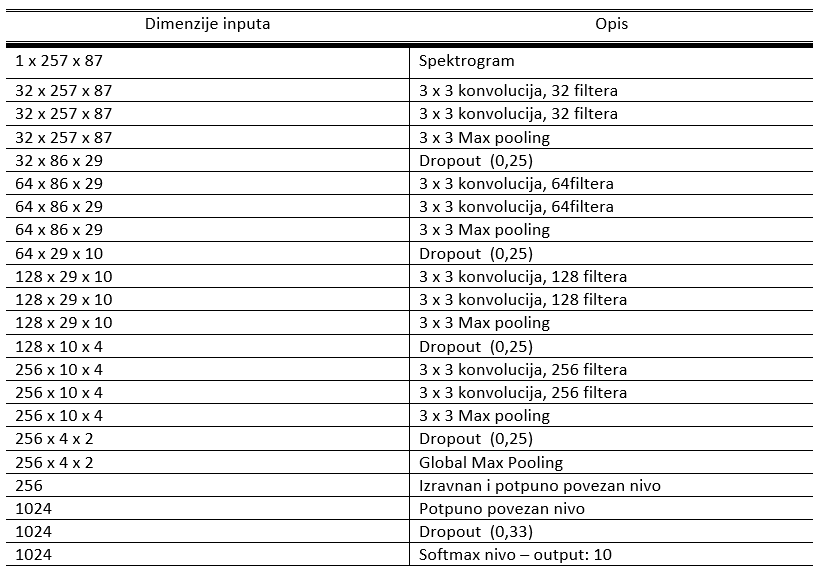 Dimenzije inputa Opis
1 x 257 x 87 Spektrogram
32 x 257 x 87 3 x 3 konvolucija, 32 filtera
32 x 257 x 87 3 x 3 konvolucija, 32 filtera
32 x 257 x 87 3 x 3 Max pooling
32 x 86 x 29 Dropout (0,25)
64 x 86 x 29 3 x 3 konvolucija, 64filtera
64 x 86 x 29 3 x 3 konvolucija, 64filtera
64 x 86 x 29 3 x 3 Max pooling
64 x 29 x 10 Dropout (0,25)
128 x 29 x 10 3 x 3 konvolucija, 128 filtera
128 x 29 x 10 3 x 3 konvolucija, 128 filtera
128 x 29 x 10 3 x 3 Max pooling
128 x 10 x 4 Dropout (0,25)
256 x 10 x 4 3 x 3 konvolucija, 256 filtera
256 x 10 x 4 3 x 3 konvolucija, 256 filtera
256 x 10 x 4 3 x 3 Max pooling
256 x 4 x 2 Dropout (0,25)
256 x 4 x 2 Global Max Pooling
256 Izravnan i potpuno povezan nivo
1024 Potpuno povezan nivo
1024 Dropout (0,33)
1024 Softmax nivo – output: 10